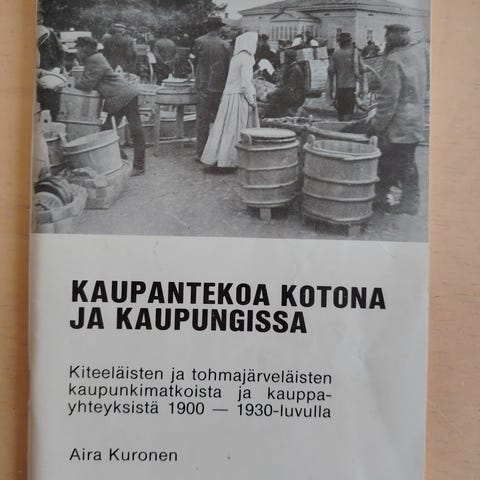 KAUPANTEKOA KOTONA
JA KAUPUNGISSA
Kiteeläisten ja tohmajärveläisten
kaupunkimatkoista ja kauppa-
yhteyksistä 1900 — 1930-luvulla
Aira Kuronen